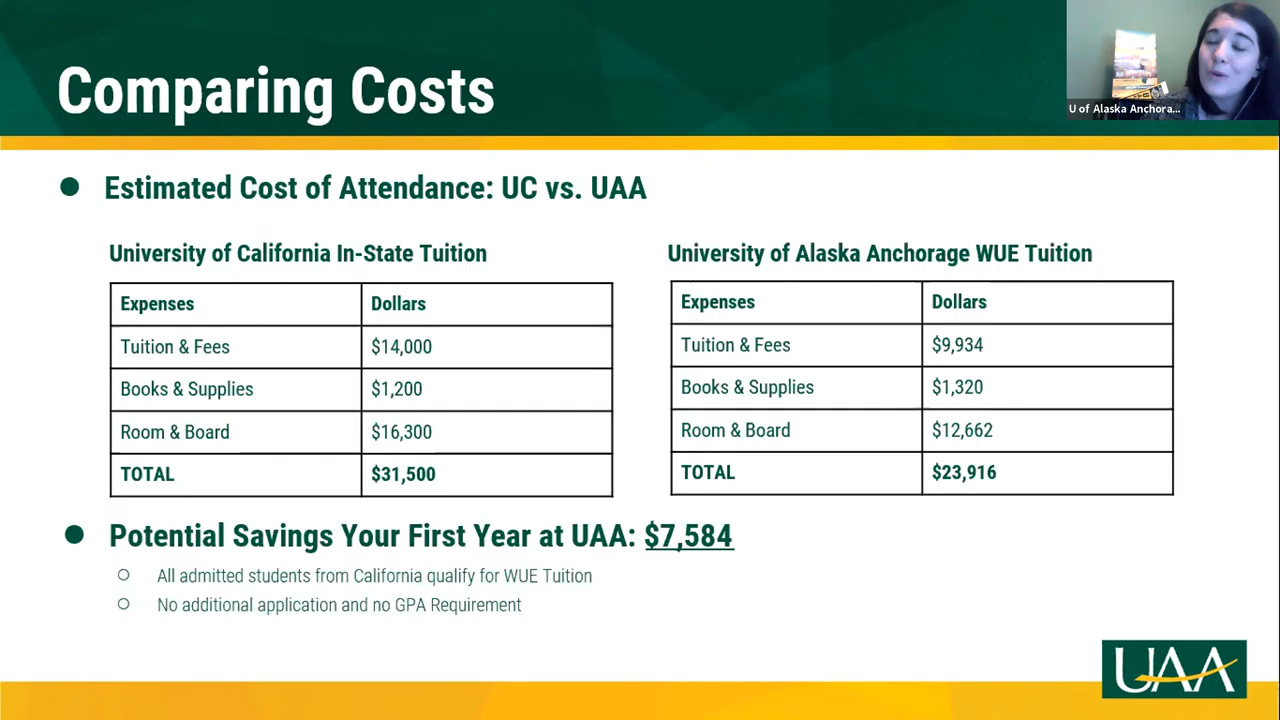 Comparing Costs
U of Alaska Anchora...
Estimated Cost of Attendance: UC vs. UAA
University of California In-State Tuition
Expenses Dollars
Tuition & Fees $14,000
Books & Supplies $1,200
Room & Board $16,300
TOTAL $31,500
University of Alaska Anchorage WUE Tuition
Expenses Dollars
Tuition & Fees $9,934
Books & Supplies $1,320
Room & Board $12,662
TOTAL $23,916
Potential Savings Your First Year at UAA: $7,584
All admitted students from California qualify for WUE Tuition
No additional application and no GPA Requirement
UAA